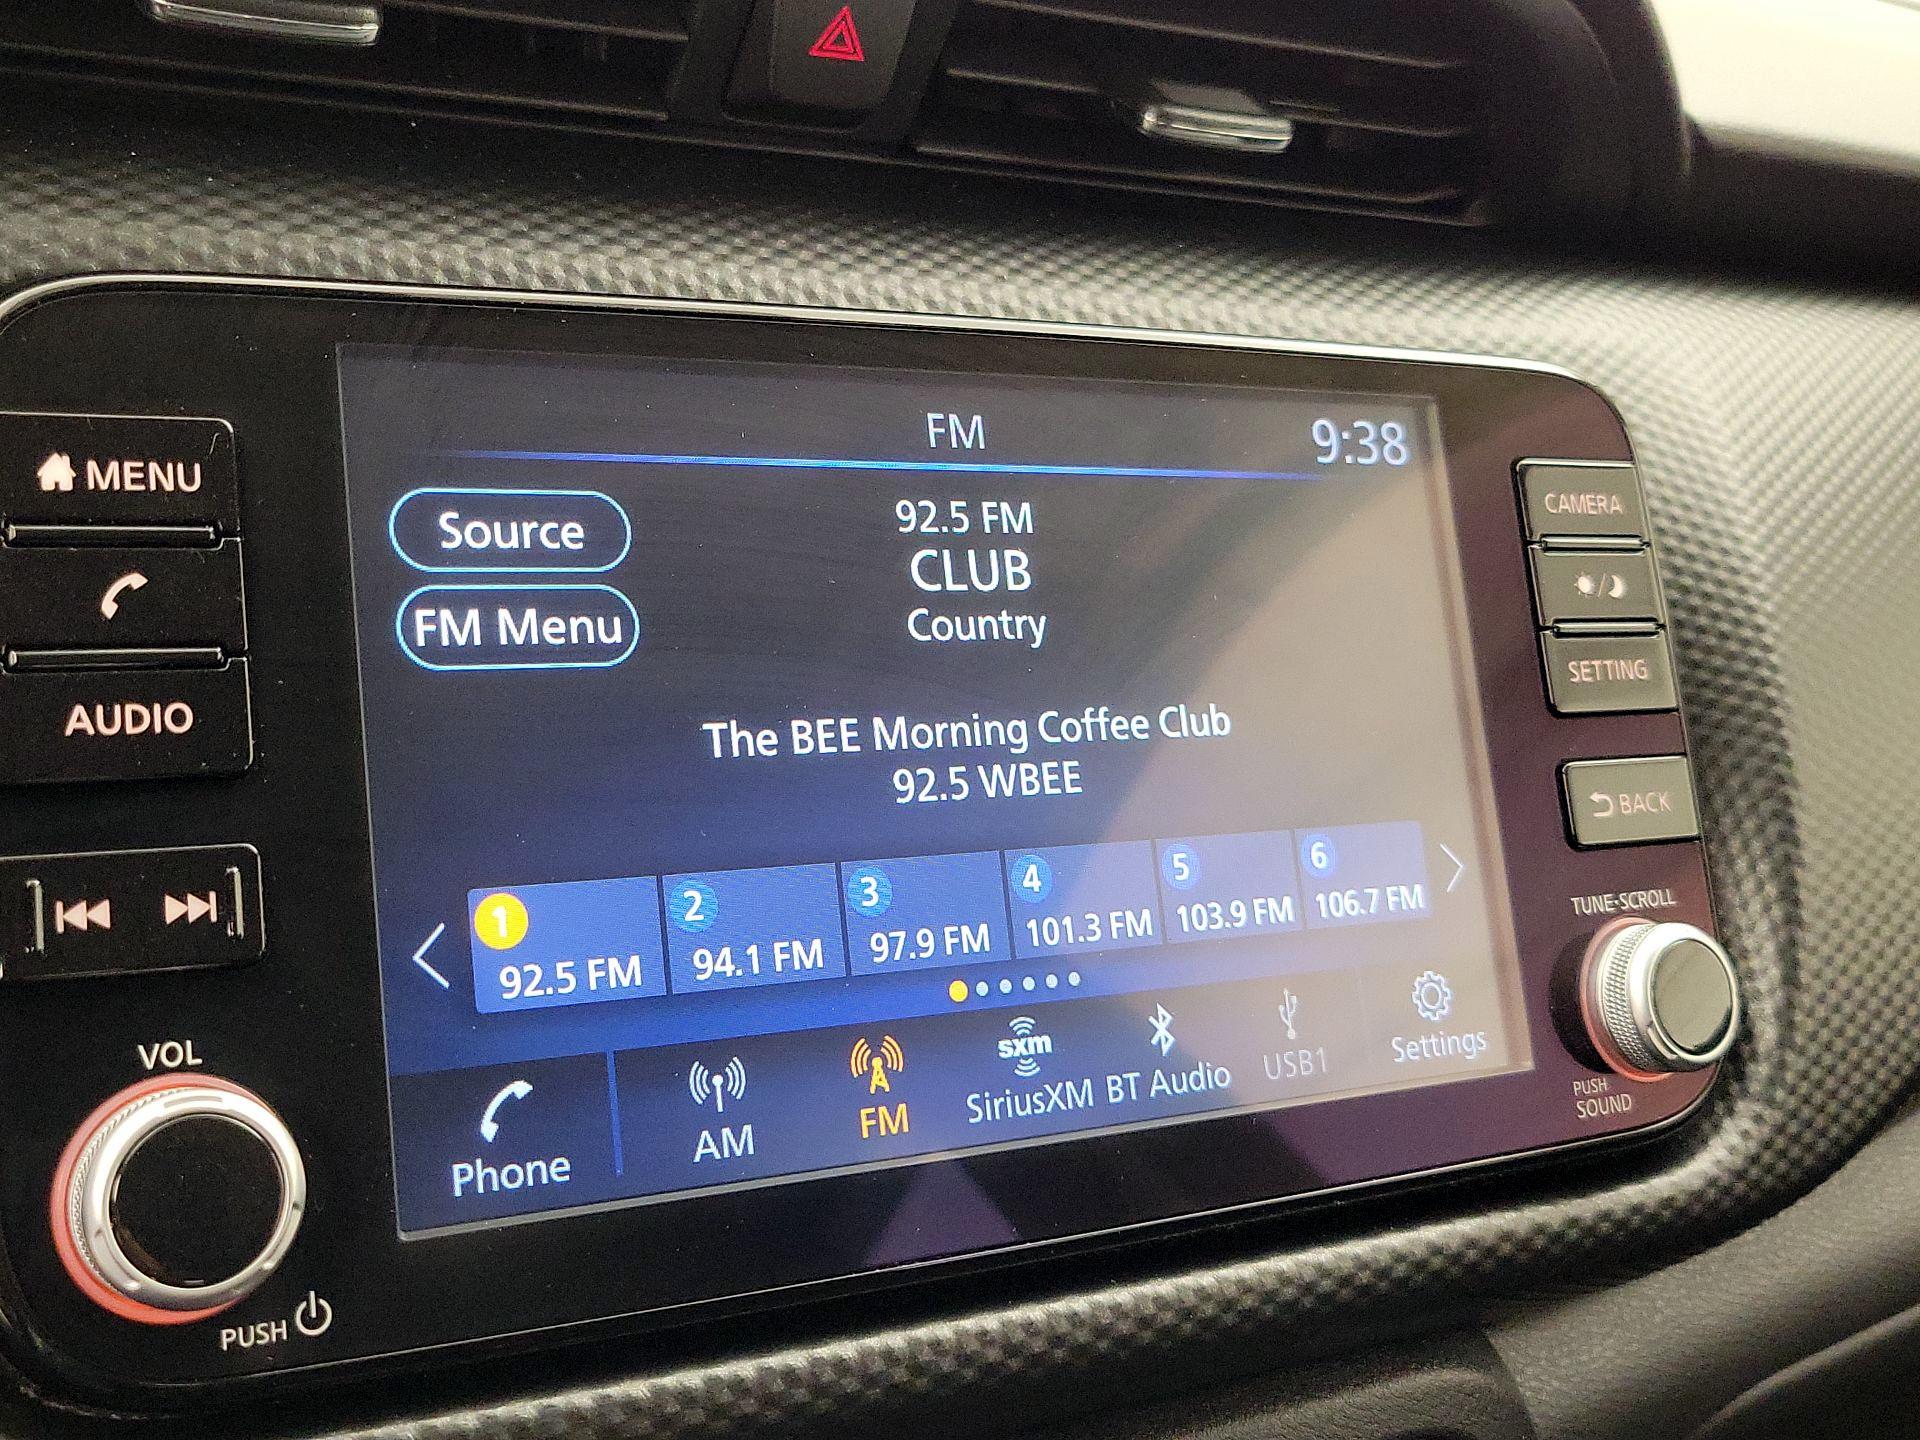 MENU
AUDIO
VOL
PUSH
FM
9:38
Source
FM Menu
92.5 FM
CLUB
Country
The BEE Morning Coffee Club
92.5 WBEE
1
92.5 FM
2
94.1 FM
3
97.9 FM
4
101.3 FM
5
103.9 FM
6
106.7 FM
Phone
AM
FM
sxm
SiriusXM
BT Audio
USB1
Settings
CAMERA
SETTING
BACK
TUNE·SCROLL
PUSH
SOUND